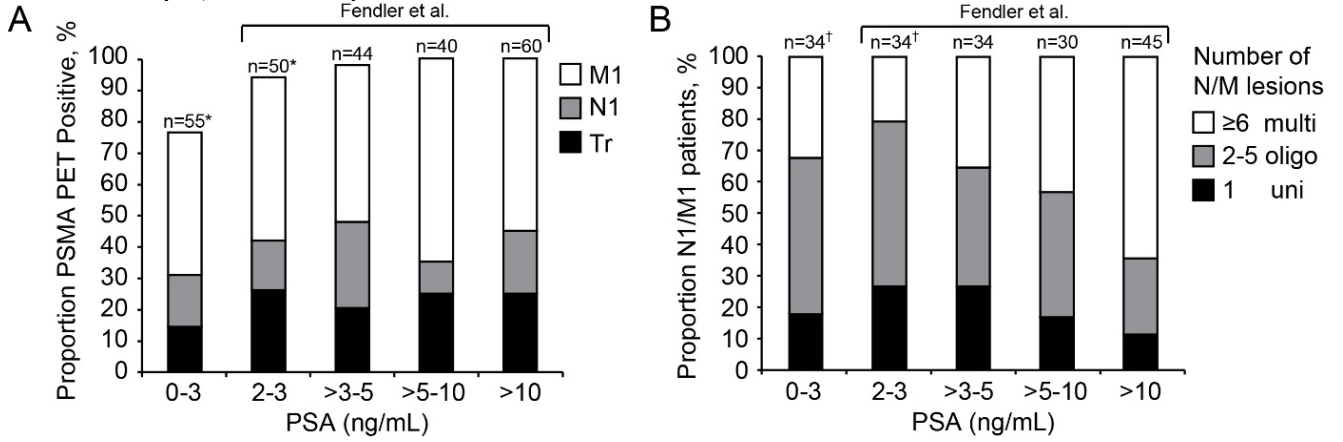 A
Fendler et al.
Proportion PSMA PET Positive, %
100
90
80
70
60
50
40
30
20
10
0
n=55*
n=50*
n=44
n=40
n=60
M1
N1
Tr
0-3
2-3
>3-5
>5-10
>10
PSA (ng/mL)
B
Fendler et al.
Proportion N1/M1 patients, %
100
90
80
70
60
50
40
30
20
10
0
n=34†
n=34†
n=34
n=30
n=45
Number of
N/M lesions
≥6 multi
2-5 oligo
1 uni
0-3
2-3
>3-5
>5-10
>10
PSA (ng/mL)